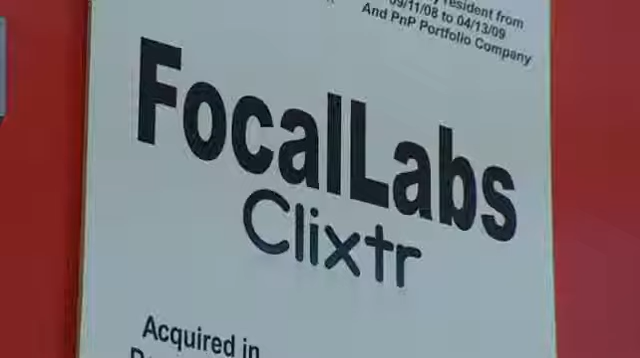 resident from
09/11/08 to 04/13/09
And PnP Portfolio Company
FocalLabs
Clixtr
Acquired in